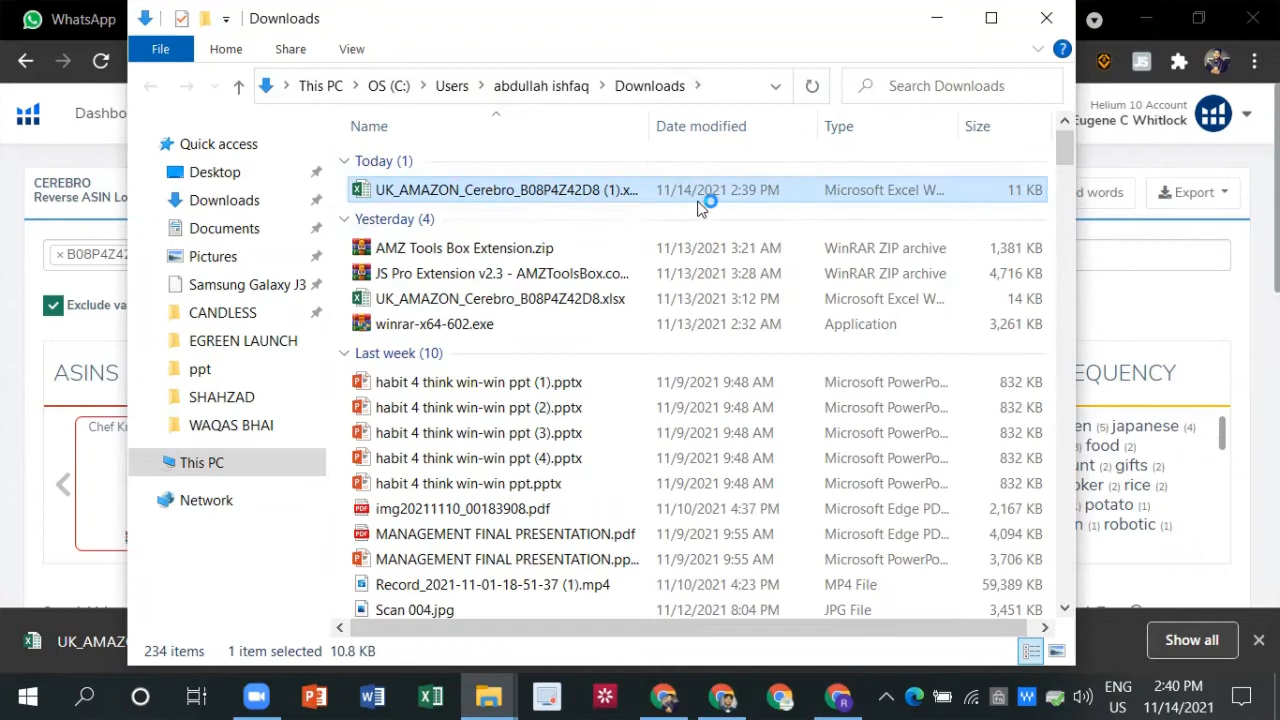 WhatsApp
Downloads
File
Home
Share
View
This PC
OS (C:)
Users
abdullah ishfaq
Downloads
Search Downloads
JS
Dashbo
Helium 10 Account
Eugene C Whitlock
Name
Date modified
Type
Size
Quick access
Desktop
Downloads
Documents
Pictures
Samsung Galaxy J3
CANDLESS
EGREEN LAUNCH
ppt
SHAHZAD
WAQAS BHAI
This PC
Network
Today (1)
UK_AMAZON_Cerebro_B08P4Z42D8 (1).x... 11/14/2021 2:39 PM Microsoft Excel W... 11 KB
Yesterday (4)
AMZ Tools Box Extension.zip 11/13/2021 3:21 AM WinRAR ZIP archive 1,381 KB
JS Pro Extension v2.3 - AMZToolsBox.co... 11/13/2021 3:28 AM WinRAR ZIP archive 4,716 KB
UK_AMAZON_Cerebro_B08P4Z42D8.xlsx 11/13/2021 3:12 PM Microsoft Excel W... 14 KB
winrar-x64-602.exe 11/13/2021 2:32 AM Application 3,261 KB
Last week (10)
habit 4 think win-win ppt (1).pptx 11/9/2021 9:48 AM Microsoft PowerPo... 832 KB
habit 4 think win-win ppt (2).pptx 11/9/2021 9:48 AM Microsoft PowerPo... 832 KB
habit 4 think win-win ppt (3).pptx 11/9/2021 9:48 AM Microsoft PowerPo... 832 KB
habit 4 think win-win ppt (4).pptx 11/9/2021 9:48 AM Microsoft PowerPo... 832 KB
habit 4 think win-win ppt.pptx 11/9/2021 9:48 AM Microsoft PowerPo... 832 KB
img20211110_00183908.pdf 11/10/2021 4:37 PM Microsoft Edge PD... 2,167 KB
MANAGEMENT FINAL PRESENTATION.pdf 11/9/2021 9:55 AM Microsoft Edge PD... 4,094 KB
MANAGEMENT FINAL PRESENTATION.pp... 11/9/2021 9:55 AM Microsoft PowerPo... 3,706 KB
Record_2021-11-01-18-51-37 (1).mp4 11/10/2021 4:23 PM MP4 File 59,389 KB
Scan 004.jpg 11/12/2021 8:04 PM JPG File 3,451 KB
234 items 1 item selected 10.8 KB
CEREBRO
Reverse ASIN Lo
× B08P4Z42
Exclude va
ASINS
Chef Kn
d words
Export
EQUENCY
en (5) japanese (4)
food (2)
nt (2) gifts (2)
oker (2) rice (2)
) potato (1)
n (1) robotic (1)
UK_AMAZ
Show all
ENG
US
2:40 PM
11/14/2021